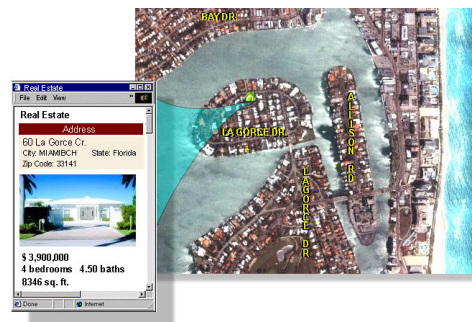 BAY DR.
Real Estate
File Edit View
Real Estate
Address
60 La Gorce Cr.
City: MIAMIBCH State: Florida
Zip Code: 33141
$ 3,900,000
4 bedrooms 4.50 baths
8346 sq. ft.
Done Internet
LA GORCE DR.
ALLISON RD
LAGORCE DR